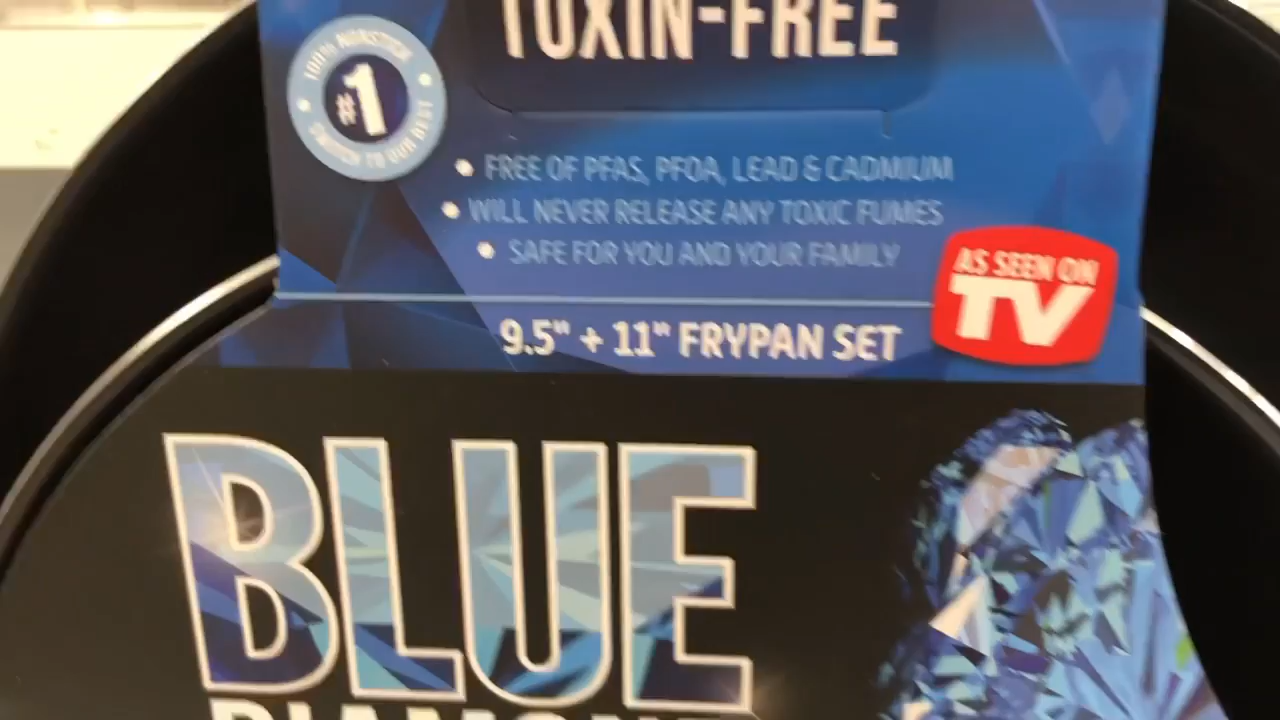 TOXIN-FREE
100% NONSTICK
#1
SWITCH TO OUR BEST
FREE OF PFAS, PFOA, LEAD & CADMIUM
WILL NEVER RELEASE ANY TOXIC FUMES
SAFE FOR YOU AND YOUR FAMILY
AS SEEN ON
TV
9.5" + 11" FRYPAN SET
BLUE
DIAMOND